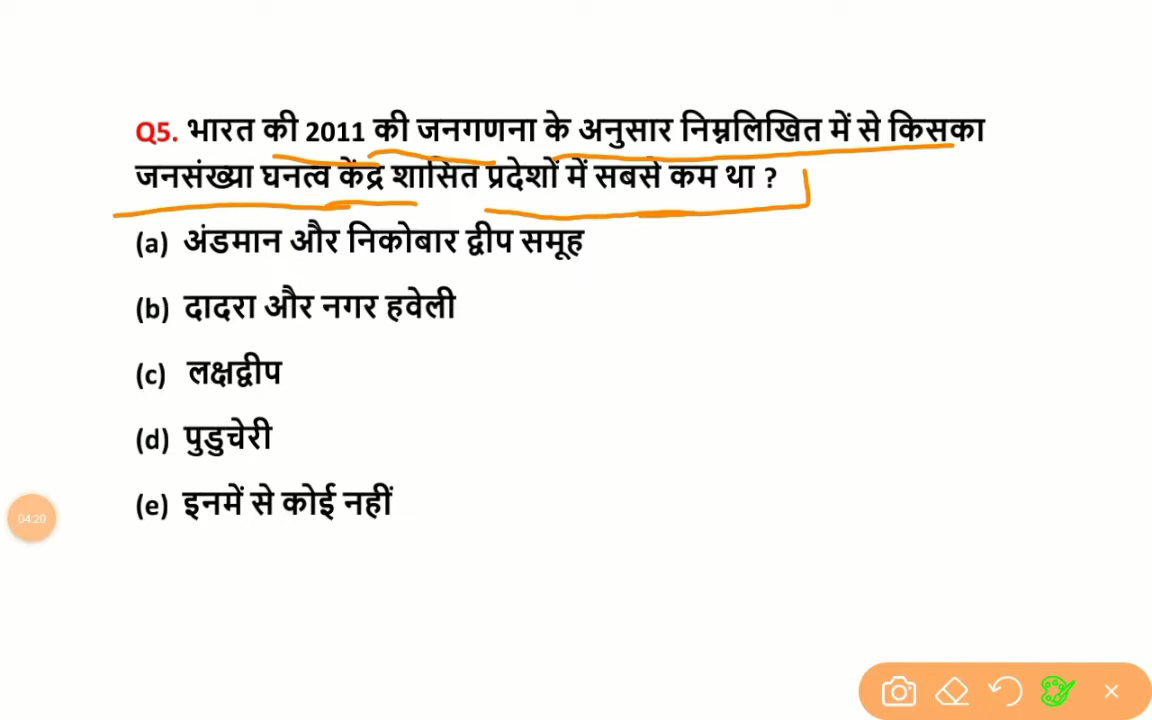 Q5. भारत की 2011 की जनगणना के अनुसार निम्नलिखित में से किसका
जनसंख्या घनत्व केंद्र शासित प्रदेशों में सबसे कम था ?
(a) अंडमान और निकोबार द्वीप समूह
(b) दादरा और नगर हवेली
(c) लक्षद्वीप
(d) पुडुचेरी
(e) इनमें से कोई नहीं
04:20